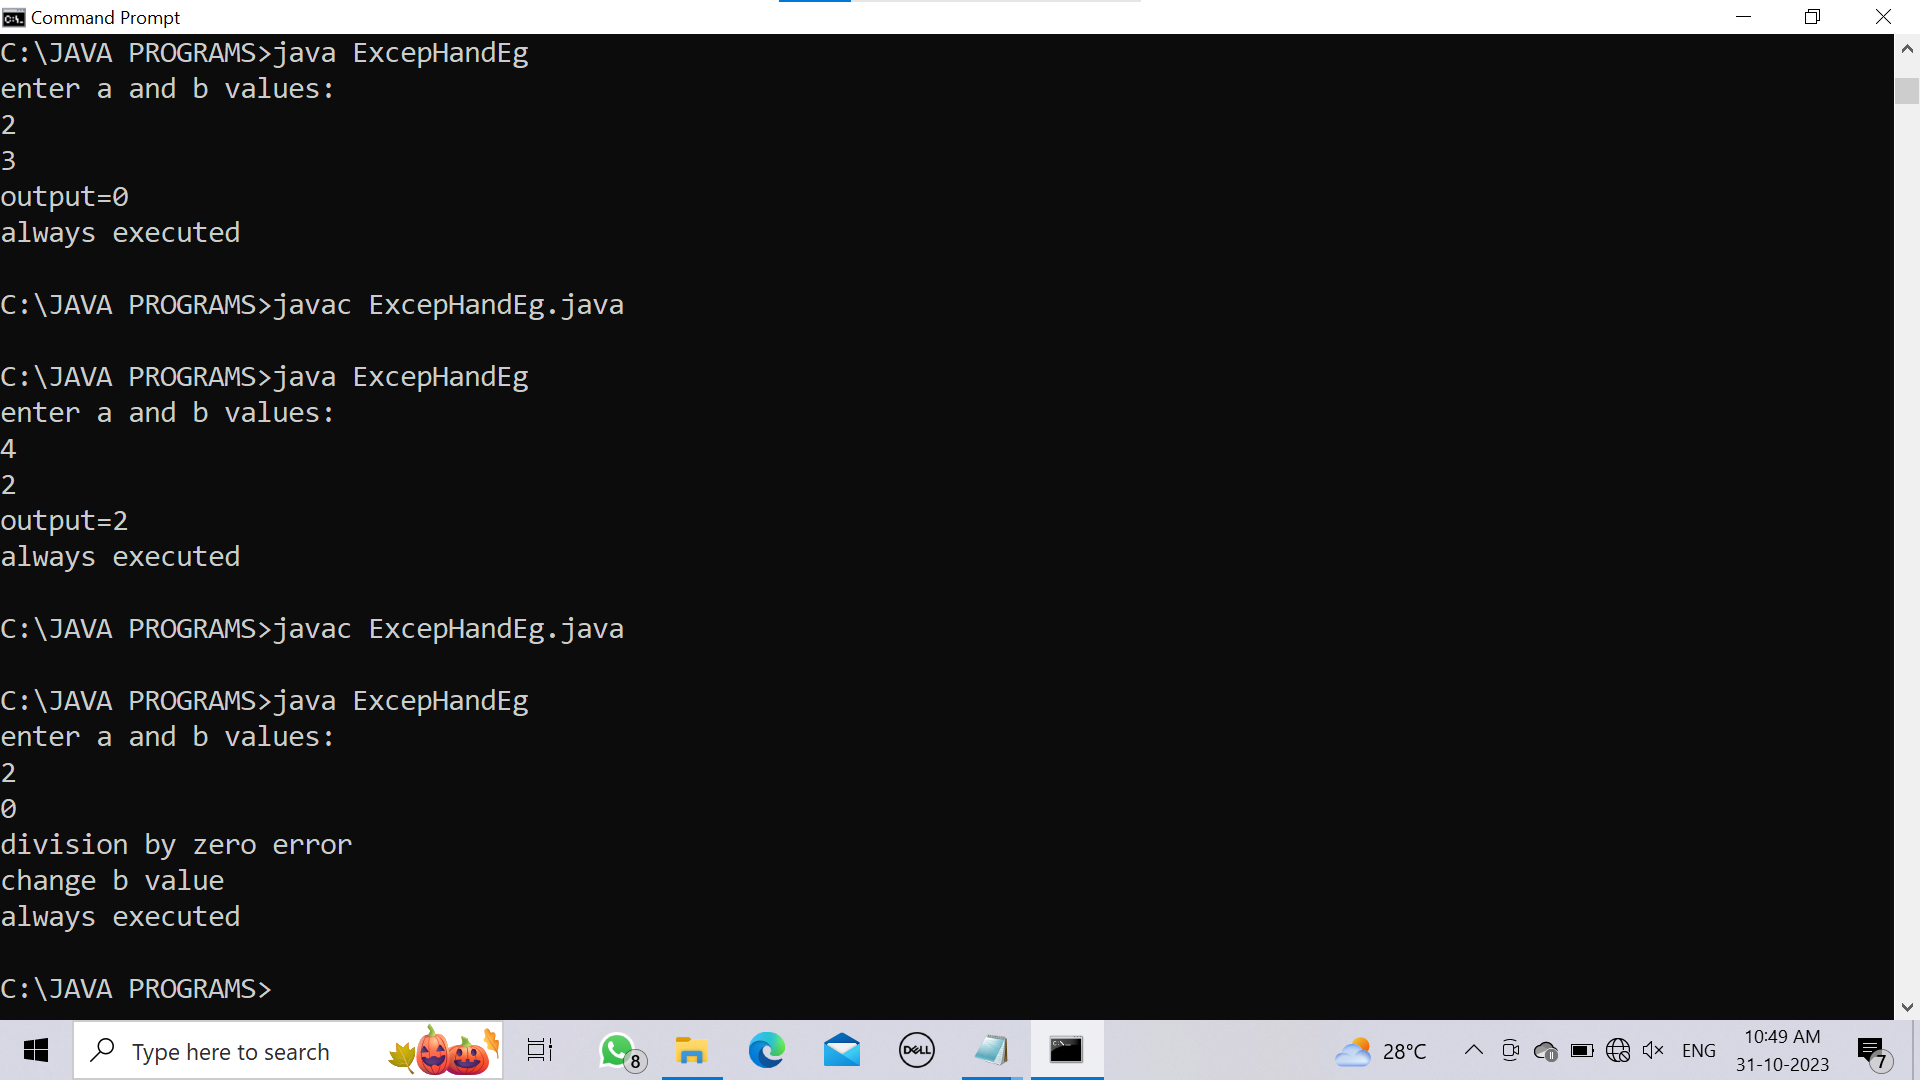 Command Prompt
C:\JAVA PROGRAMS>java ExcepHandEg
enter a and b values:
2
3
output=0
always executed
C:\JAVA PROGRAMS>javac ExcepHandEg.java
C:\JAVA PROGRAMS>java ExcepHandEg
enter a and b values:
4
2
output=2
always executed
C:\JAVA PROGRAMS>javac ExcepHandEg.java
C:\JAVA PROGRAMS>java ExcepHandEg
enter a and b values:
2
0
division by zero error
change b value
always executed
C:\JAVA PROGRAMS>
Type here to search
8
DELL
28°C
ENG
10:49 AM
31-10-2023
7